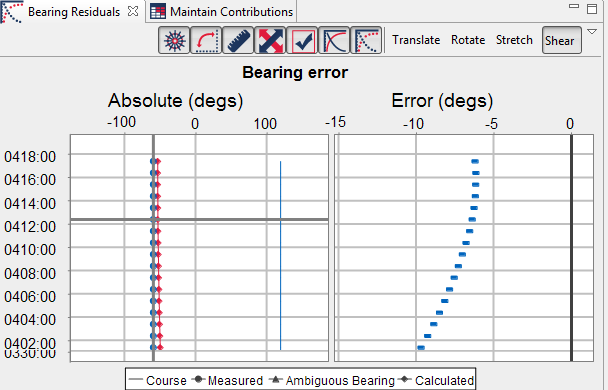 Bearing Residuals Maintain Contributions
Translate Rotate Stretch Shear
Bearing error
Absolute (degs) Error (degs)
-100 0 100 -15 -10 -5 0
0418:00
0416:00
0414:00
0412:00
0410:00
0408:00
0406:00
0404:00
0402:00
0330:00
Course Measured Ambiguous Bearing Calculated